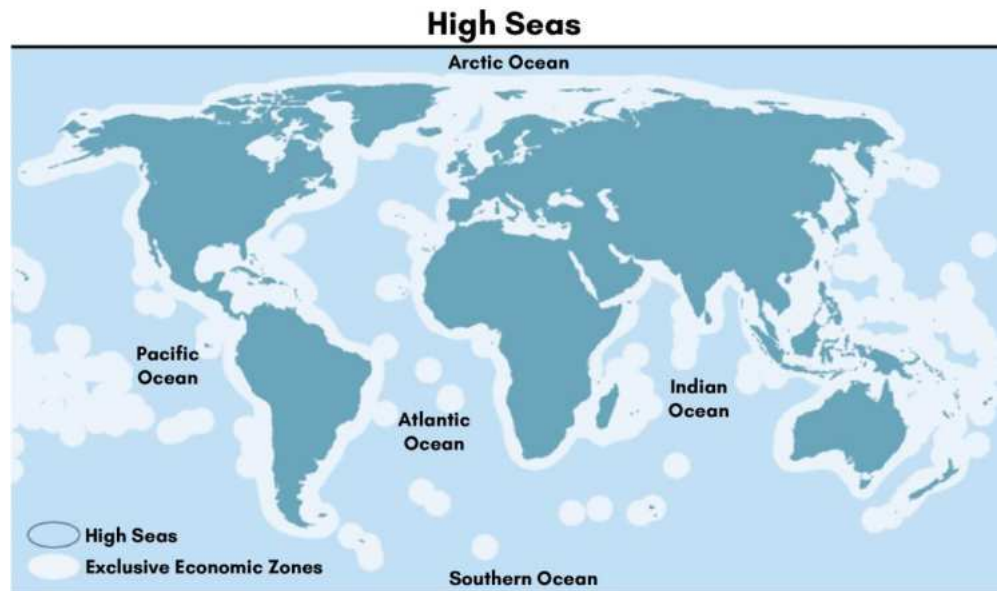 High Seas
Arctic Ocean
Pacific
Ocean
Atlantic
Ocean
Indian
Ocean
High Seas
Exclusive Economic Zones
Southern Ocean